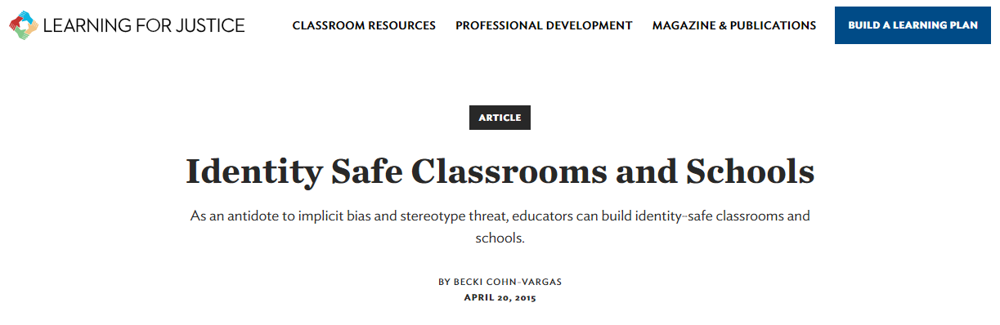 LEARNING FOR JUSTICE
CLASSROOM RESOURCES
PROFESSIONAL DEVELOPMENT
MAGAZINE & PUBLICATIONS
BUILD A LEARNING PLAN
ARTICLE
Identity Safe Classrooms and Schools
As an antidote to implicit bias and stereotype threat, educators can build identity-safe classrooms and
schools.
BY BECKI COHN-VARGAS
APRIL 20, 2015